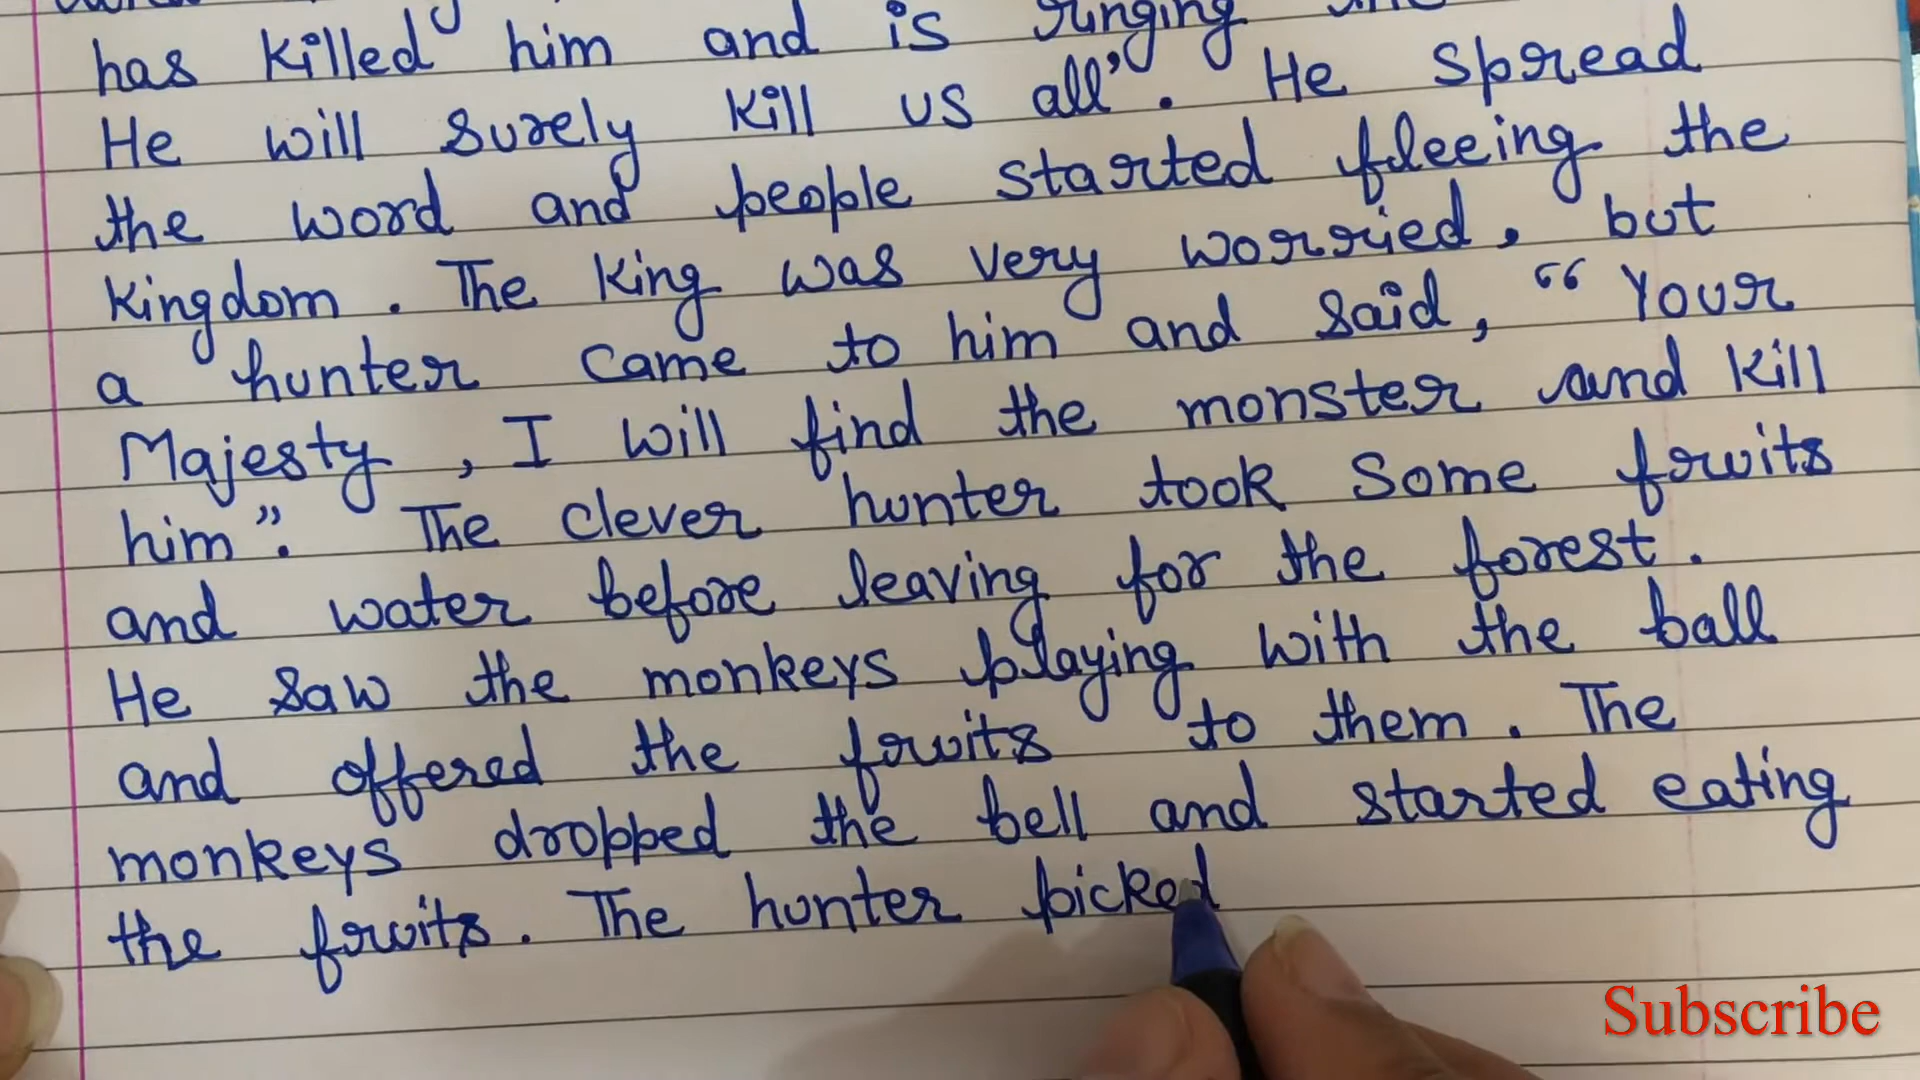 has killed him and is ringing the
He will surely kill us all". He spread
the word and people started fleeing the
kingdom. The king was very worried, but
a hunter came to him and said, "Your
Majesty, I will find the monster and kill
him". The clever hunter took some fruits
and water before leaving for the forest.
He saw the monkeys playing with the ball
and offered the fruits to them. The
monkeys dropped the bell and started eating
the fruits. The hunter picked
Subscribe